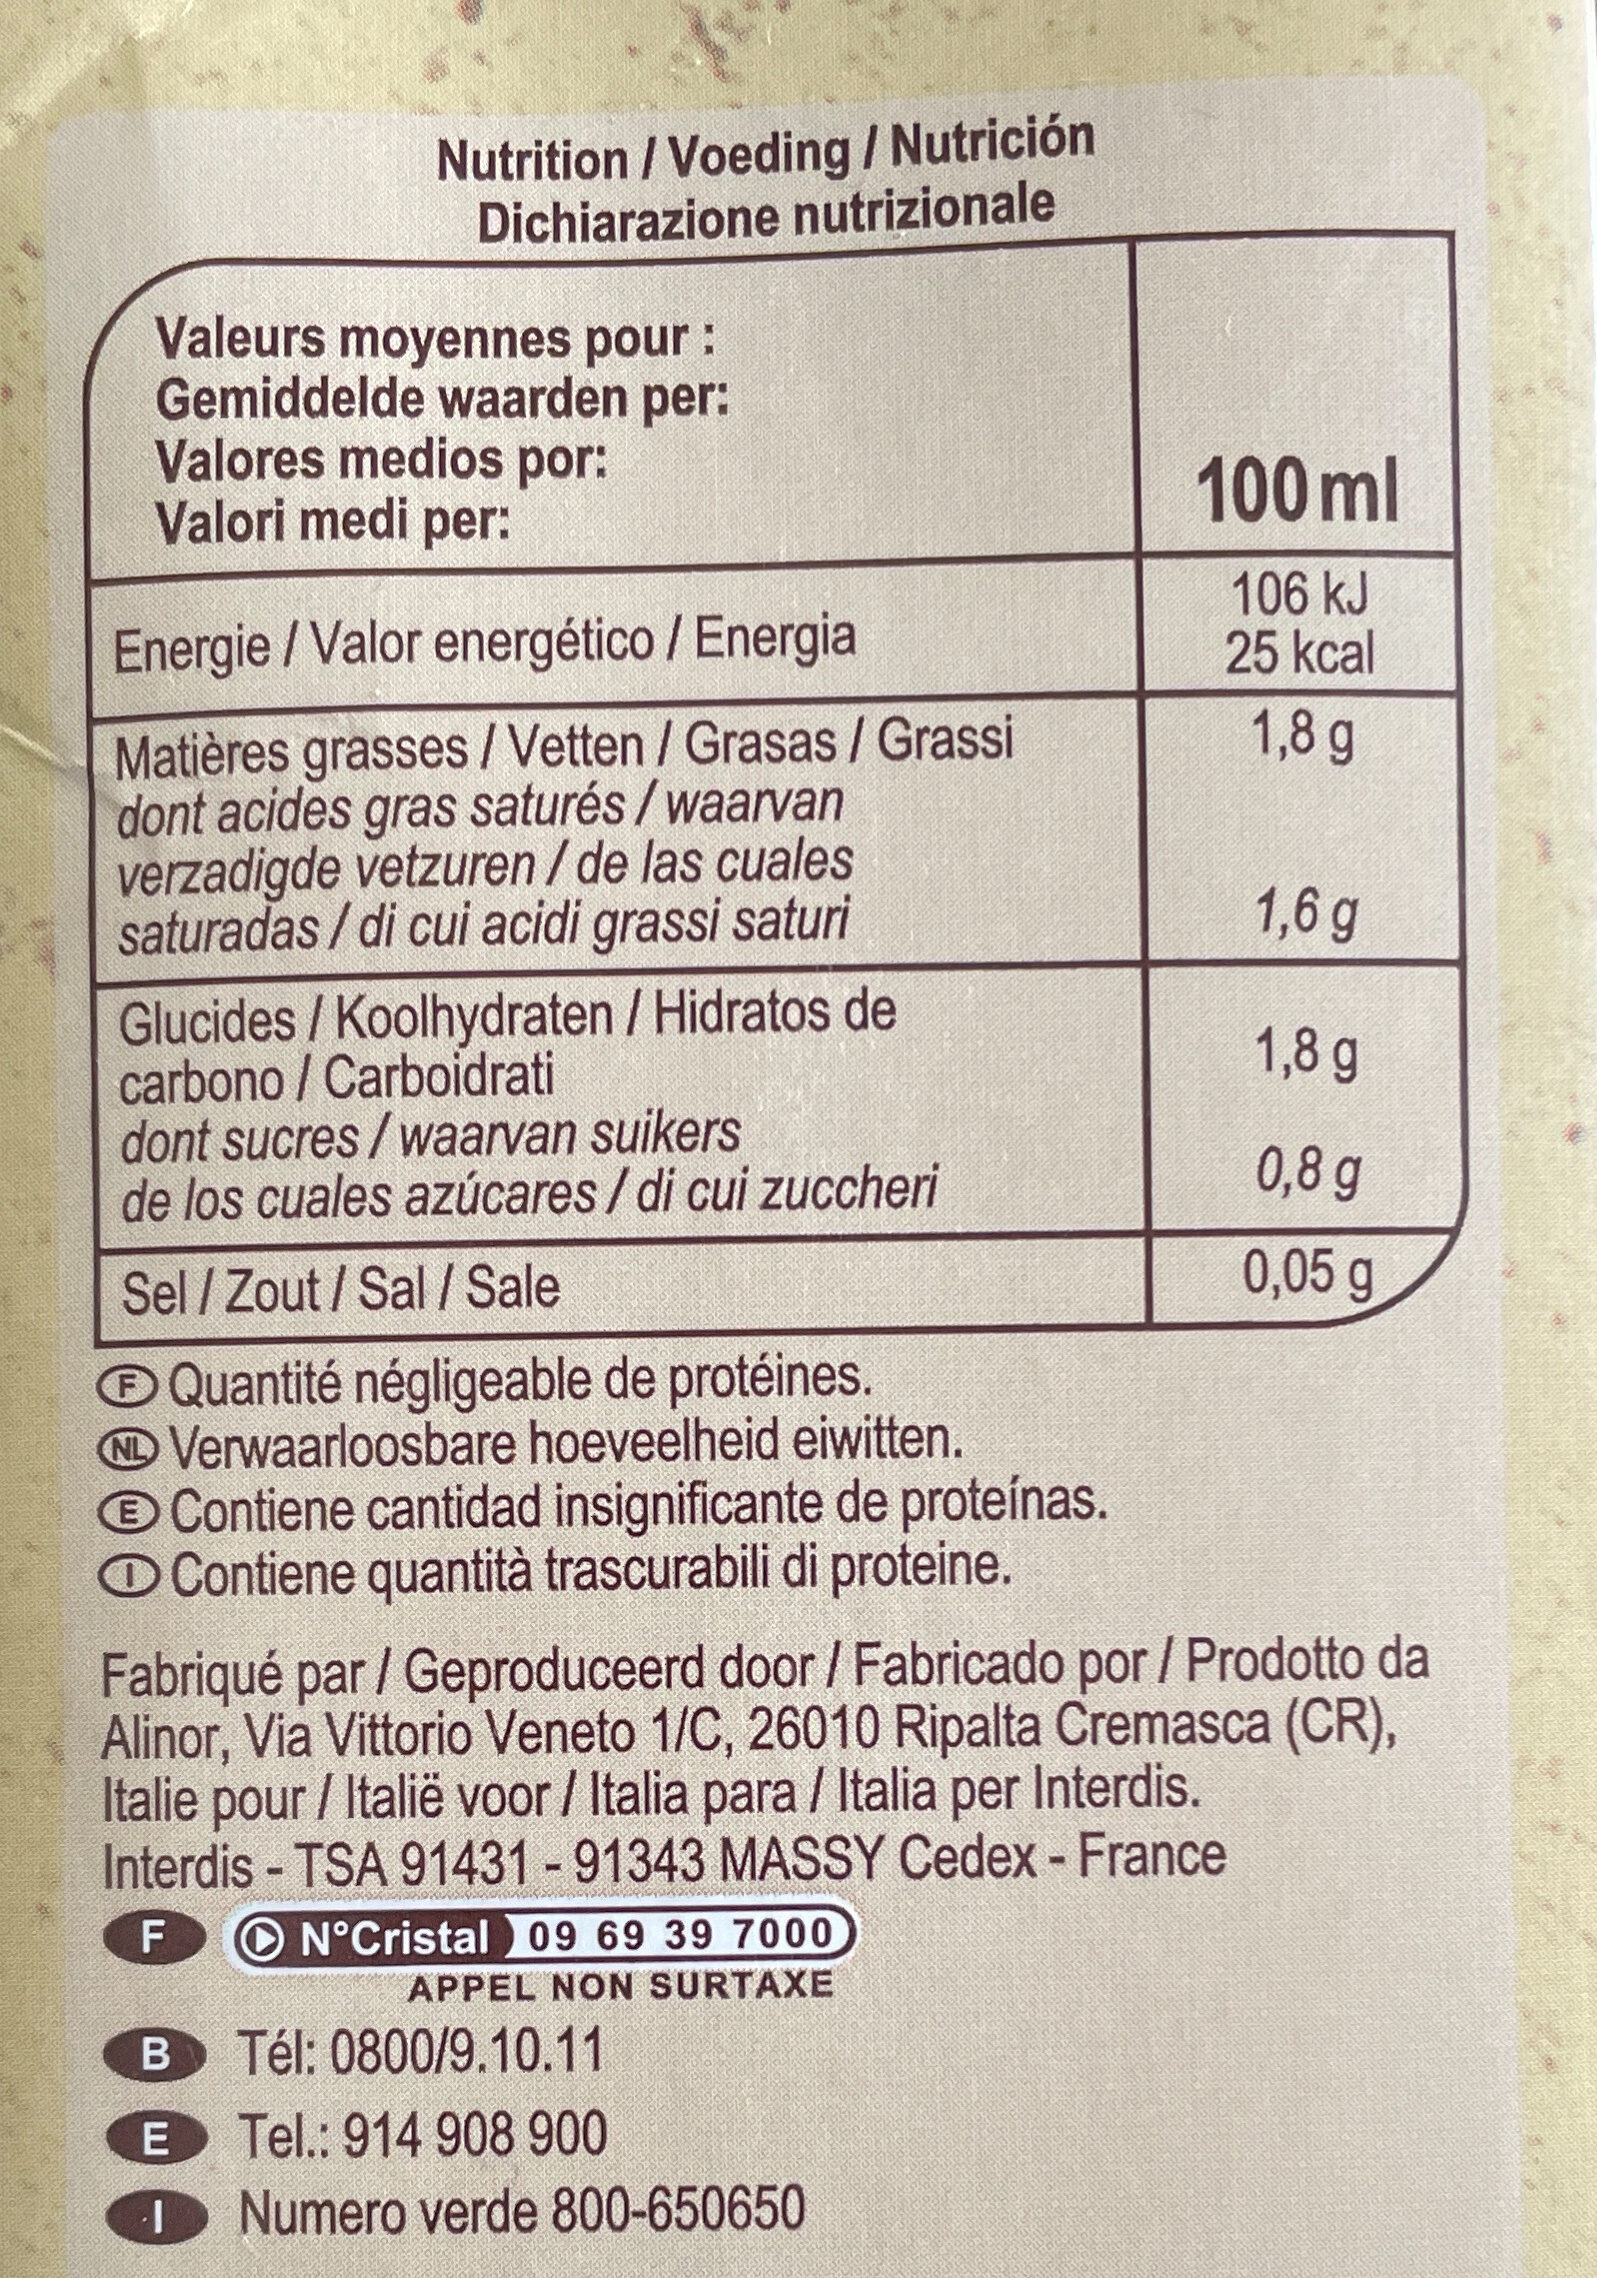 Nutrition / Voeding / Nutrición
Dichiarazione nutrizionale
Valeurs moyennes pour :
Gemiddelde waarden per:
Valores medios por:
Valori medi per:
100 ml
Energie / Valor energético / Energia
106 kJ
25 kcal
Matières grasses / Vetten / Grasas / Grassi
1,8 g
dont acides gras saturés / waarvan
verzadigde vetzuren / de las cuales
saturadas / di cui acidi grassi saturi
1,6 g
Glucides / Koolhydraten / Hidratos de
carbono / Carboidrati
1,8 g
dont sucres / waarvan suikers
de los cuales azúcares / di cui zuccheri
0,8 g
Sel / Zout / Sal / Sale
0,05 g
F Quantité négligeable de protéines.
NL Verwaarloosbare hoeveelheid eiwitten.
E Contiene cantidad insignificante de proteínas.
I Contiene quantità trascurabili di proteine.
Fabriqué par / Geproduceerd door / Fabricado por / Prodotto da
Alinor, Via Vittorio Veneto 1/C, 26010 Ripalta Cremasca (CR),
Italie pour / Italië voor / Italia para / Italia per Interdis.
Interdis - TSA 91431 - 91343 MASSY Cedex - France
F N°Cristal 09 69 39 7000
APPEL NON SURTAXE
B Tél: 0800/9.10.11
E Tel.: 914 908 900
I Numero verde 800-650650